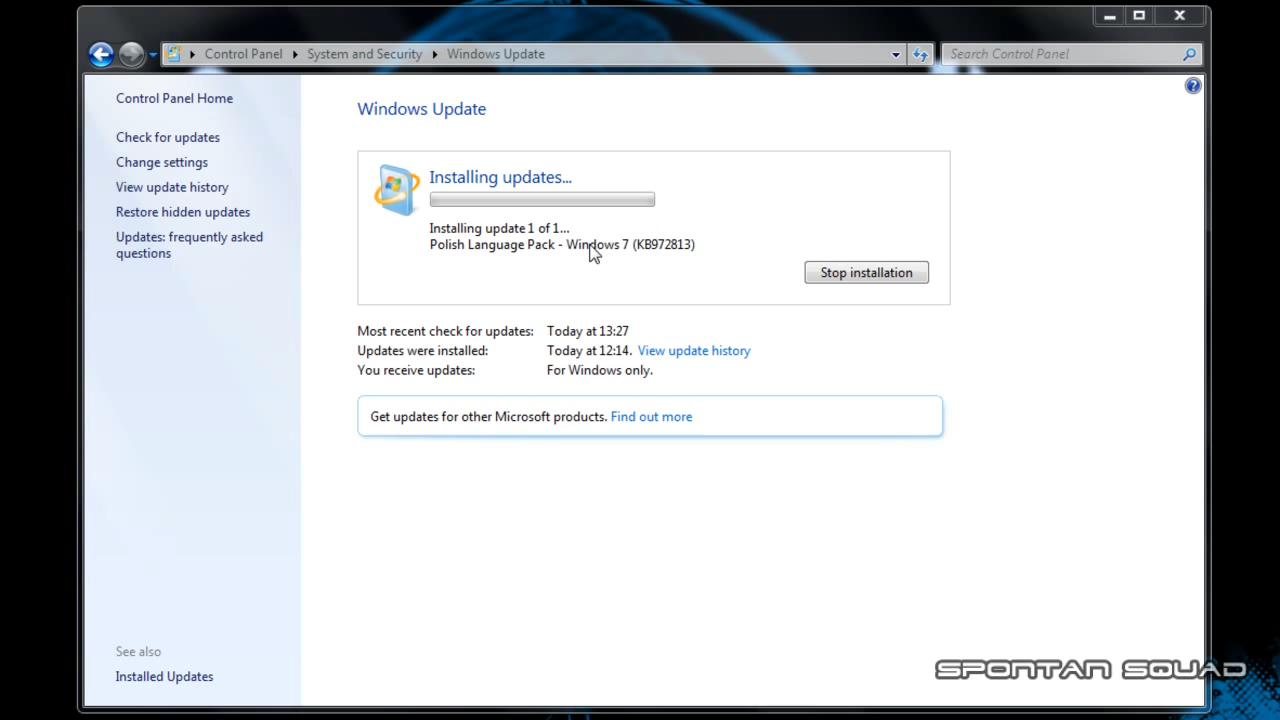 Control Panel
System and Security
Windows Update
Search Control Panel
Control Panel Home
Check for updates
Change settings
View update history
Restore hidden updates
Updates: frequently asked
questions
See also
Installed Updates
Windows Update
Installing updates...
Installing update 1 of 1...
Polish Language Pack - Windows 7 (KB972813)
Stop installation
Most recent check for updates: Today at 13:27
Updates were installed: Today at 12:14. View update history
You receive updates: For Windows only.
Get updates for other Microsoft products. Find out more
SPONTAN SQUAD